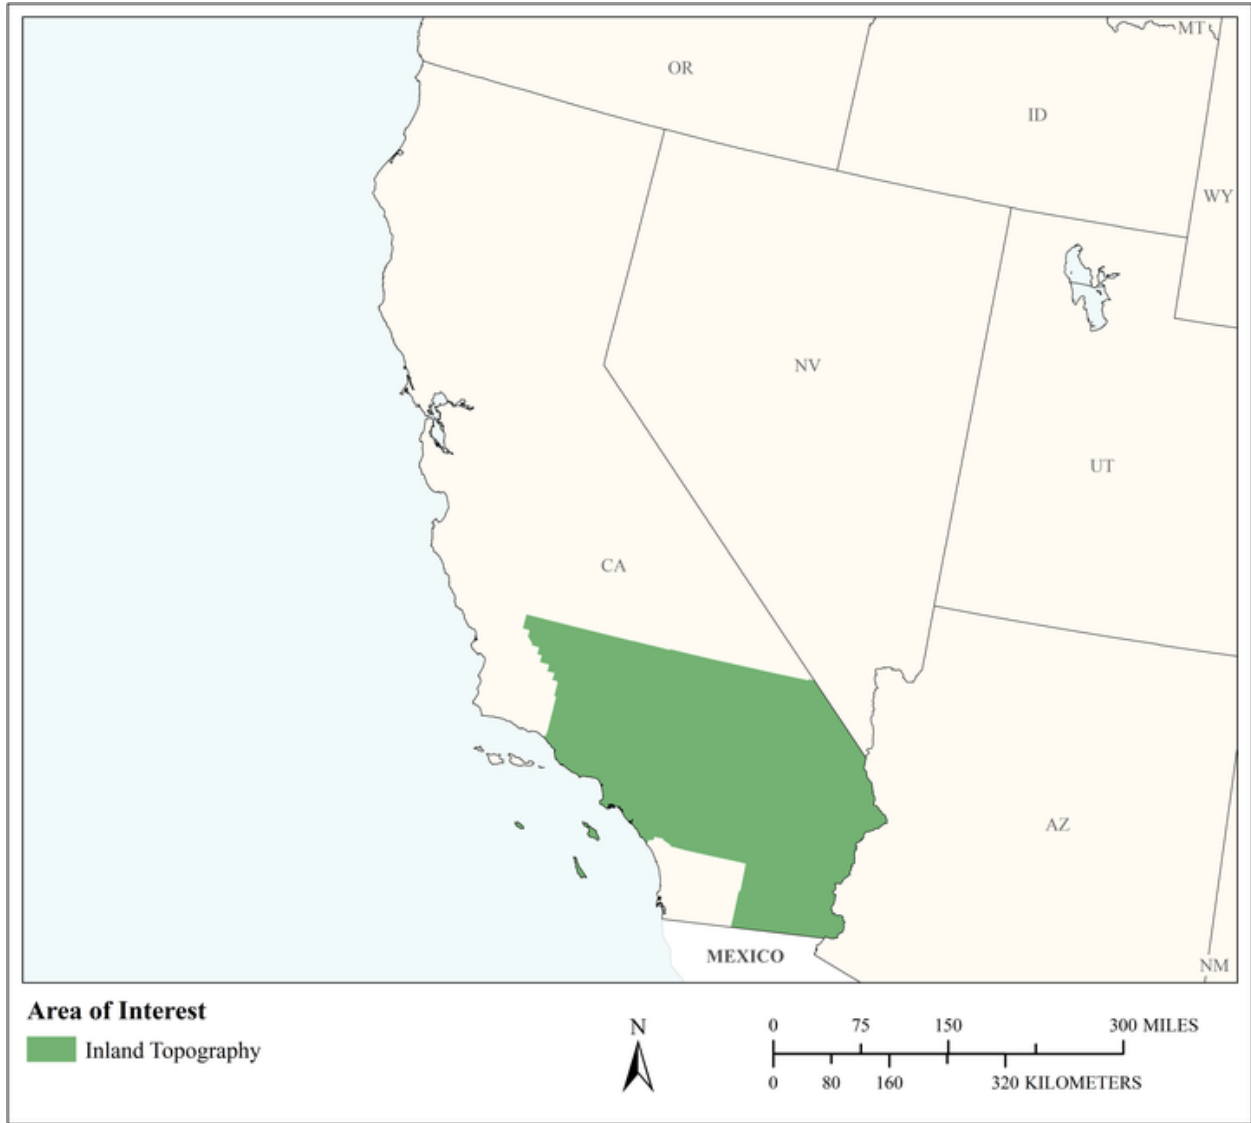 MT
OR
ID
WY
NV
UT
CA
AZ
MEXICO
NM
Area of Interest
Inland Topography
N
0 75 150 300 MILES
0 80 160 320 KILOMETERS